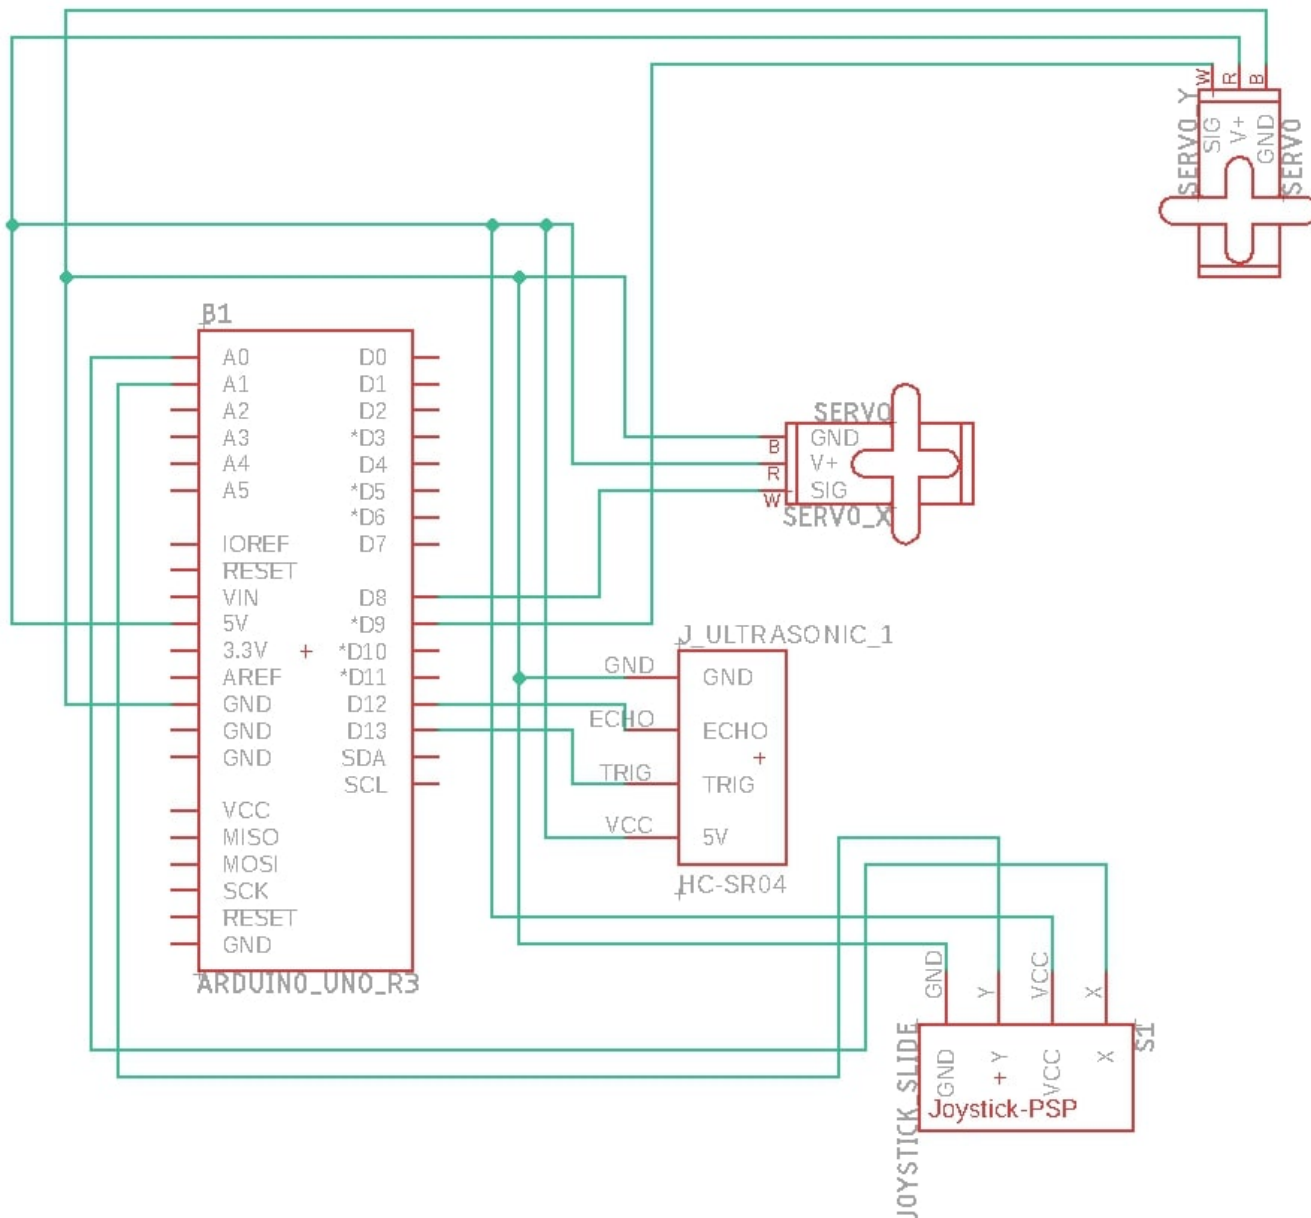 W
R
B
SERVO_Y
SIG
V+
GND
SERVO
B1
A0
D0
A1
D1
A2
D2
A3
*D3
A4
D4
A5
*D5
*D6
IOREF
D7
RESET
VIN
D8
5V
*D9
3.3V
*D10
AREF
*D11
GND
D12
GND
D13
GND
SDA
SCL
VCC
MISO
MOSI
SCK
RESET
GND
ARDUINO_UNO_R3
SERVO
B
GND
R
V+
W
SIG
SERVO_X
J_ULTRASONIC_1
GND
GND
ECHO
ECHO
TRIG
TRIG
VCC
5V
HC-SR04
GND
Y
VCC
X
JOYSTICK_SLIDE
GND
Y
VCC
X
S1
Joystick-PSP